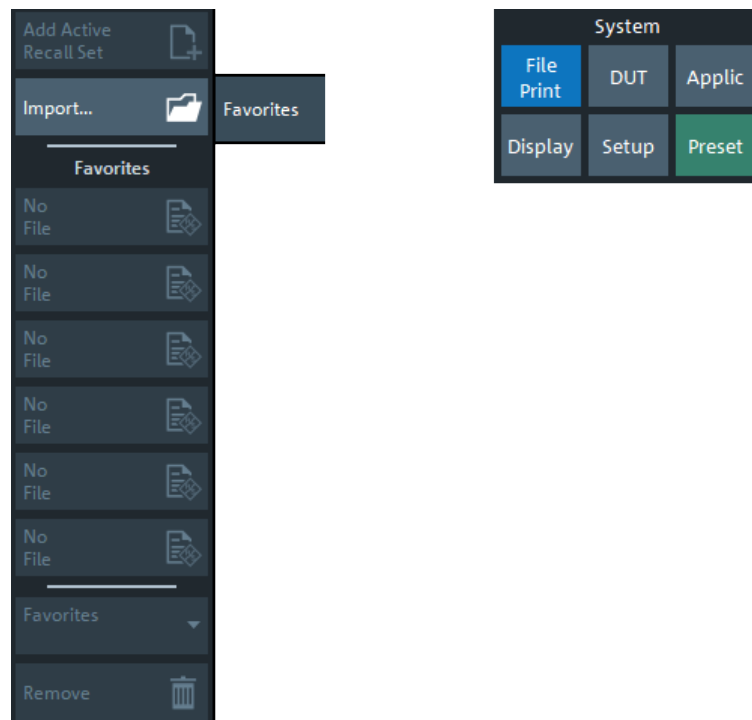 Add Active
Recall Set
Import...
Favorites
Favorites
No
File
No
File
No
File
No
File
No
File
No
File
Favorites
Remove
System
File
Print
DUT
Applic
Display
Setup
Preset